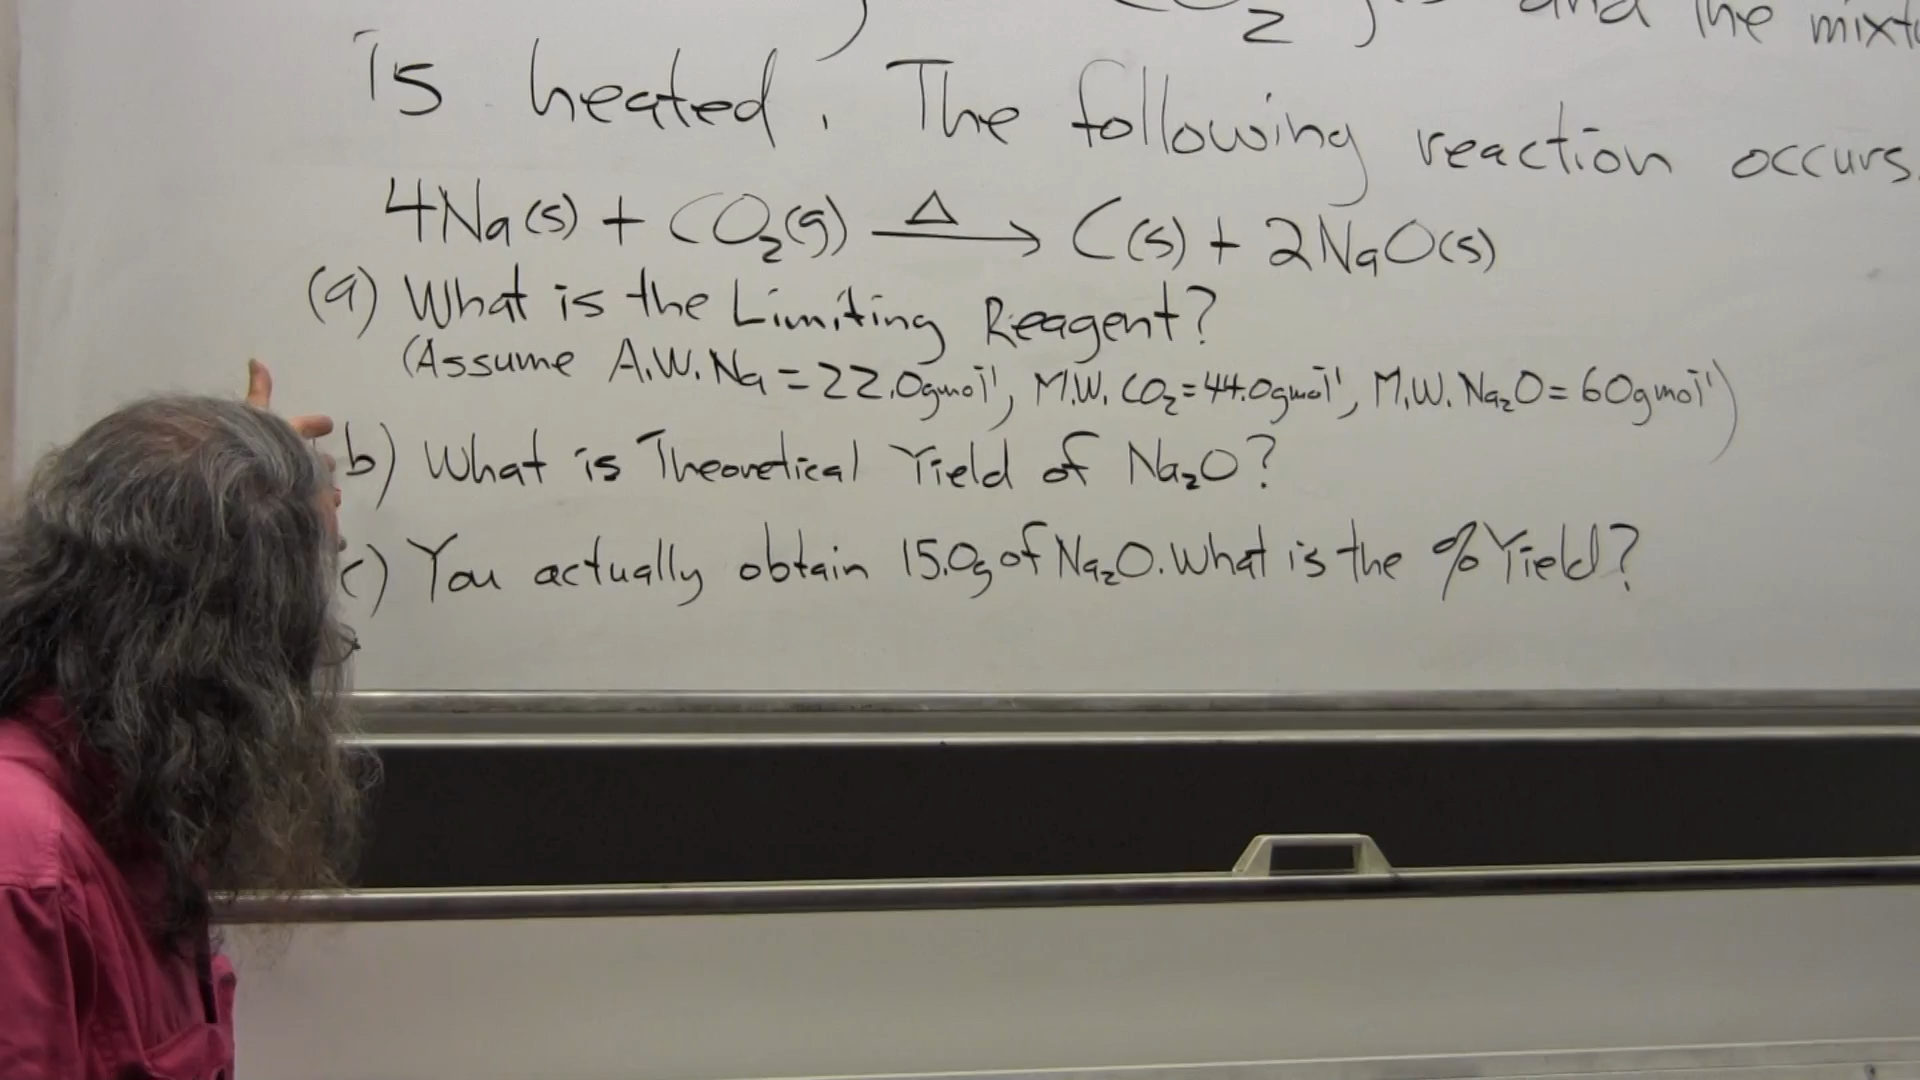 and the
is heated. The following reaction occurs.
4Na(s) + CO₂(g) Δ→ C(s) + 2NaO(s)
(a) What is the Limiting Reagent?
(Assume A.W. Na = 22.0gmol⁻¹, M.W. CO₂ = 44.0gmol⁻¹, M.W. Na₂O = 60gmol⁻¹)
b) What is Theoretical Yield of Na₂O?
c) You actually obtain 15.0g of Na₂O. What is the % Yield?